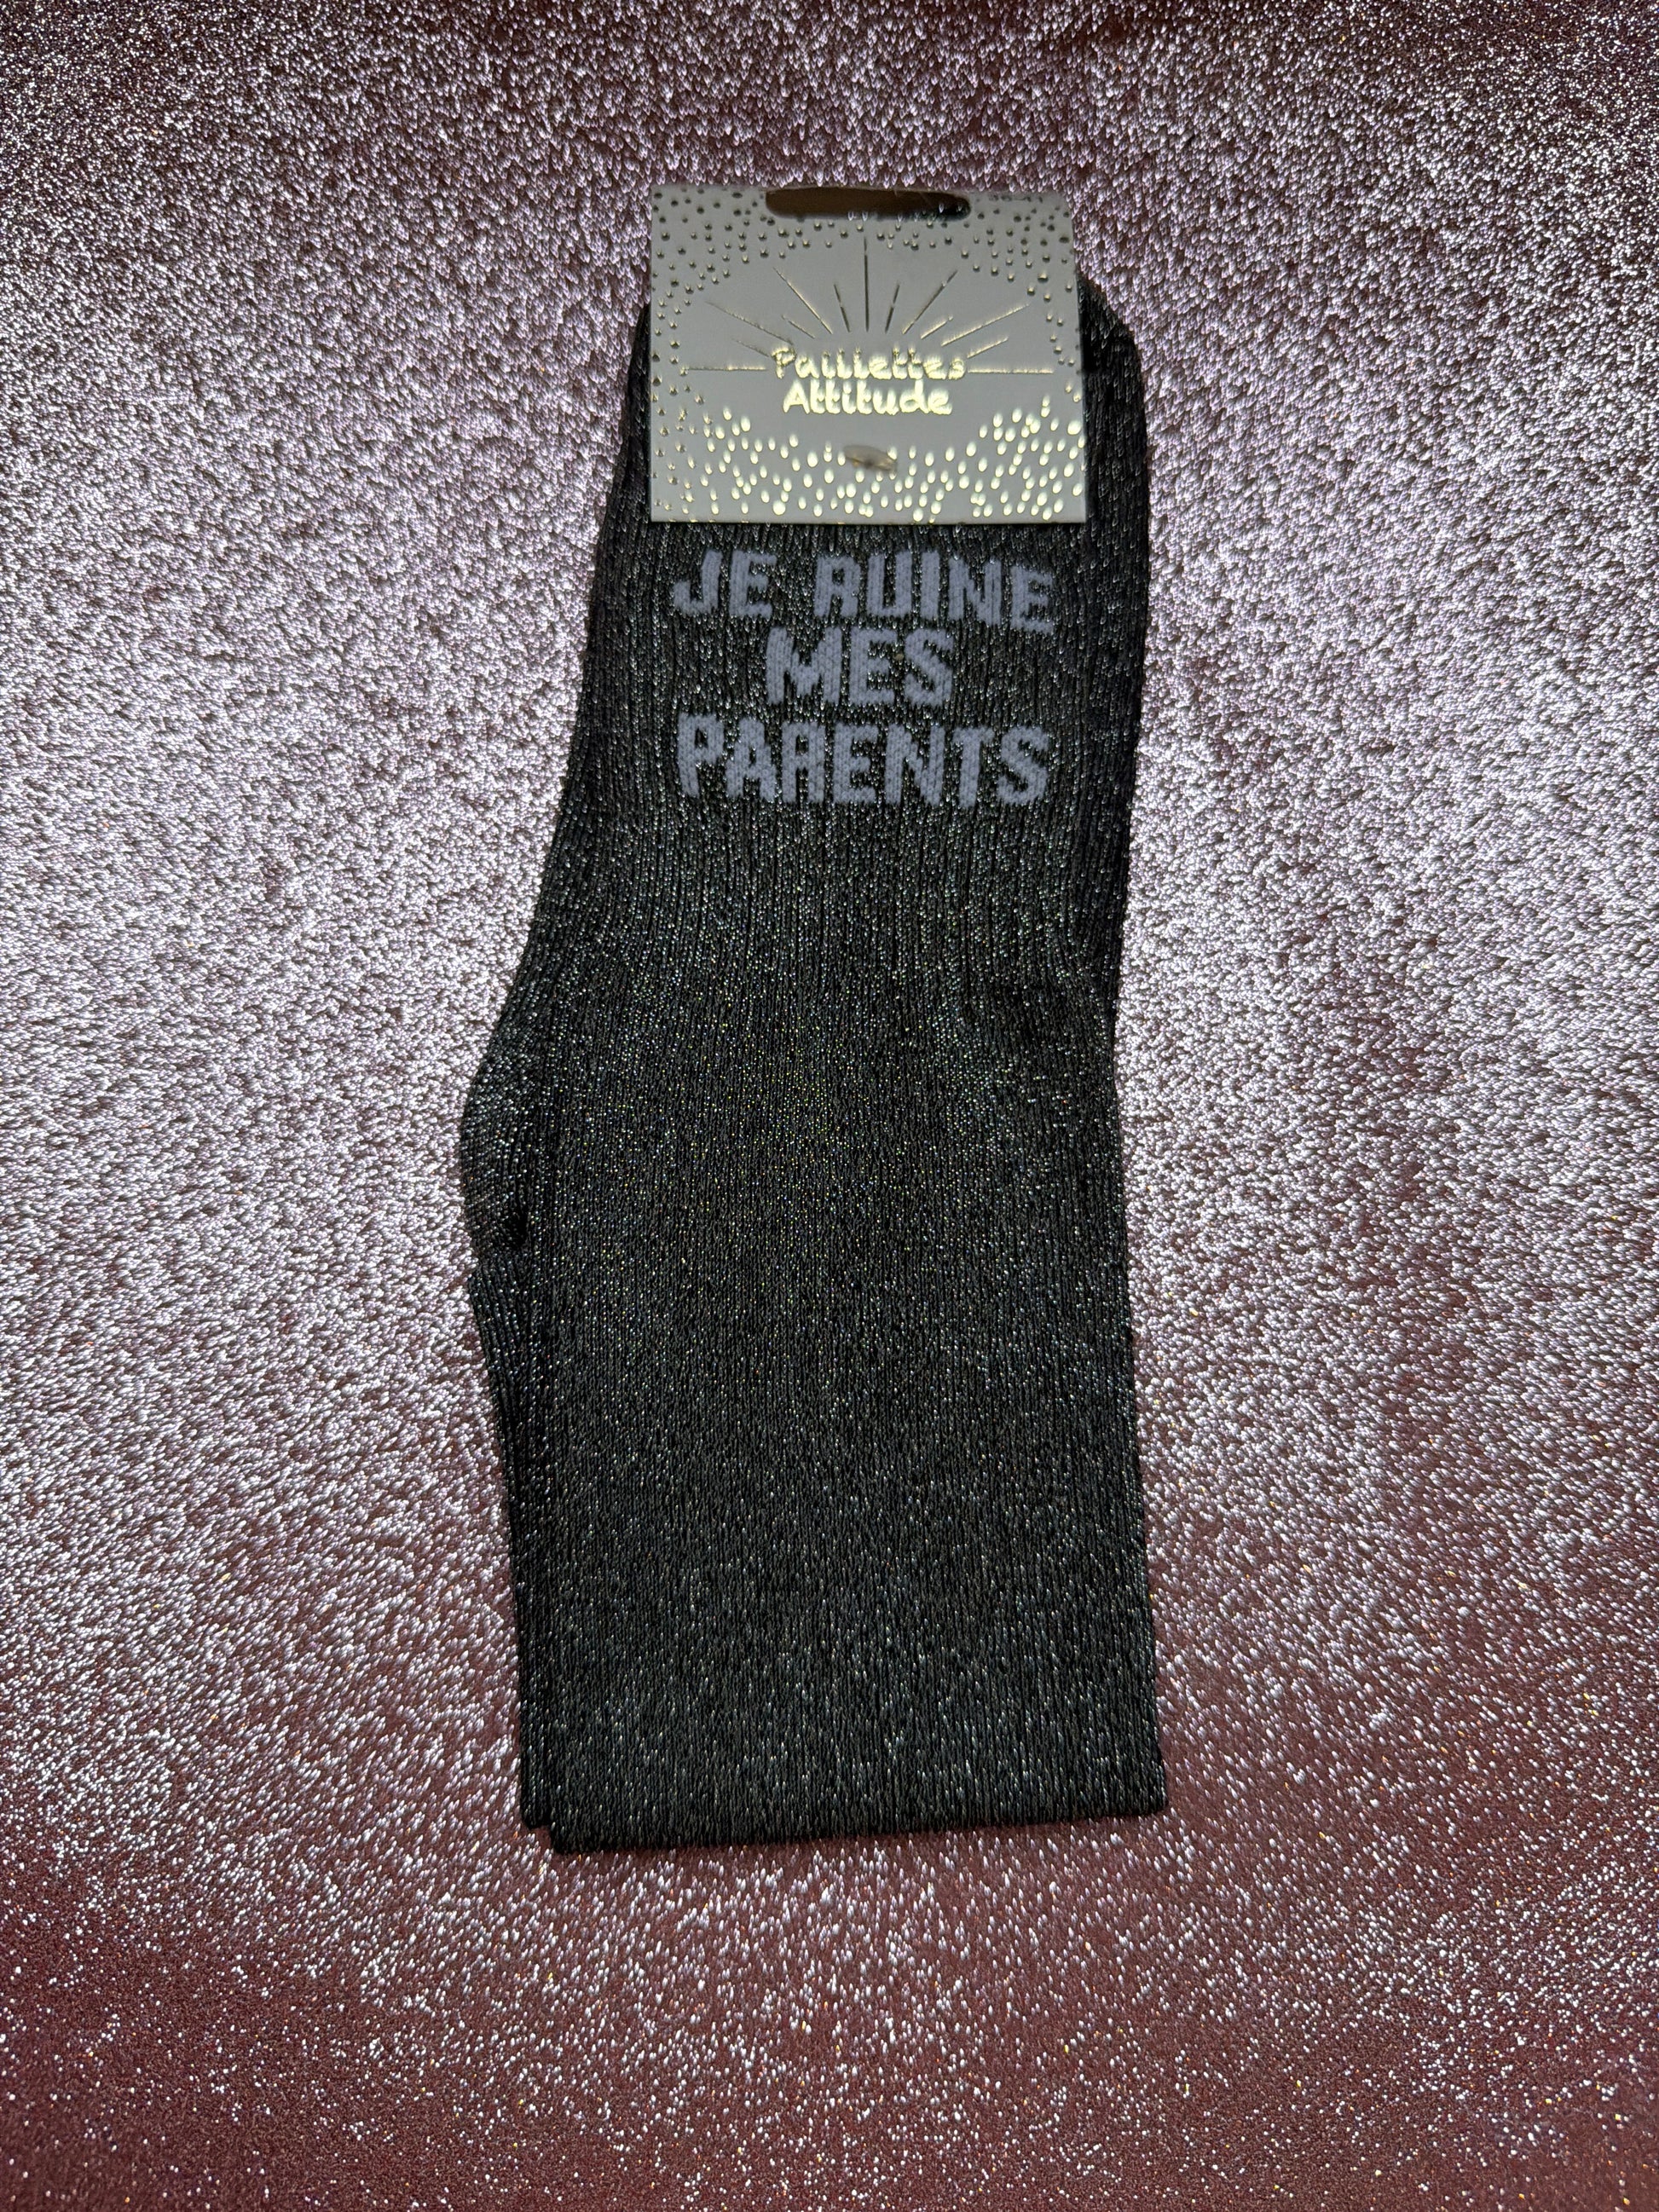 Paillettes
Attitude
JE RUINE
MES
PARENTS